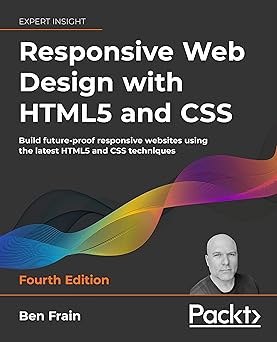 EXPERT INSIGHT
Responsive Web
Design with
HTML5 and CSS
Build future-proof responsive websites using
the latest HTML5 and CSS techniques
Fourth Edition
Ben Frain
Packt>